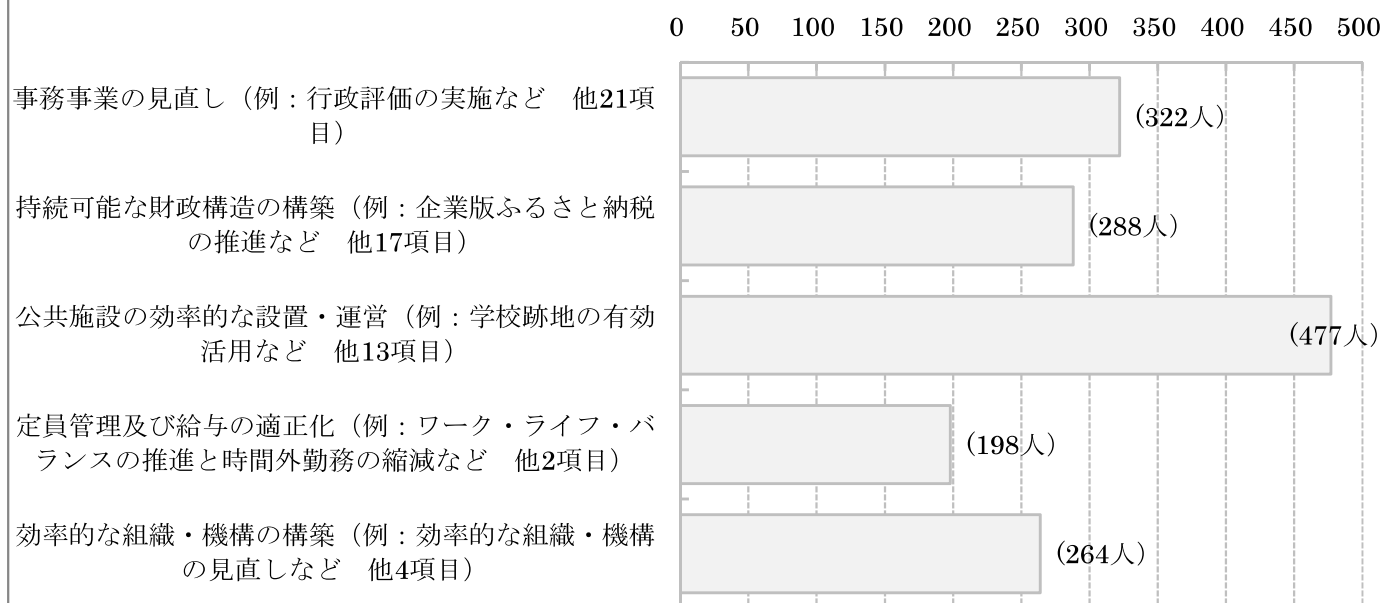 0 50 100 150 200 250 300 350 400 450 500
事務事業の見直し（例：行政評価の実施など　他21項
目）
(322人)
持続可能な財政構造の構築（例：企業版ふるさと納税
の推進など　他17項目）
(288人)
公共施設の効率的な設置・運営（例：学校跡地の有効
活用など　他13項目）
(477人)
定員管理及び給与の適正化（例：ワーク・ライフ・バ
ランスの推進と時間外勤務の縮減など　他2項目）
(198人)
効率的な組織・機構の構築（例：効率的な組織・機構
の見直しなど　他4項目）
(264人)